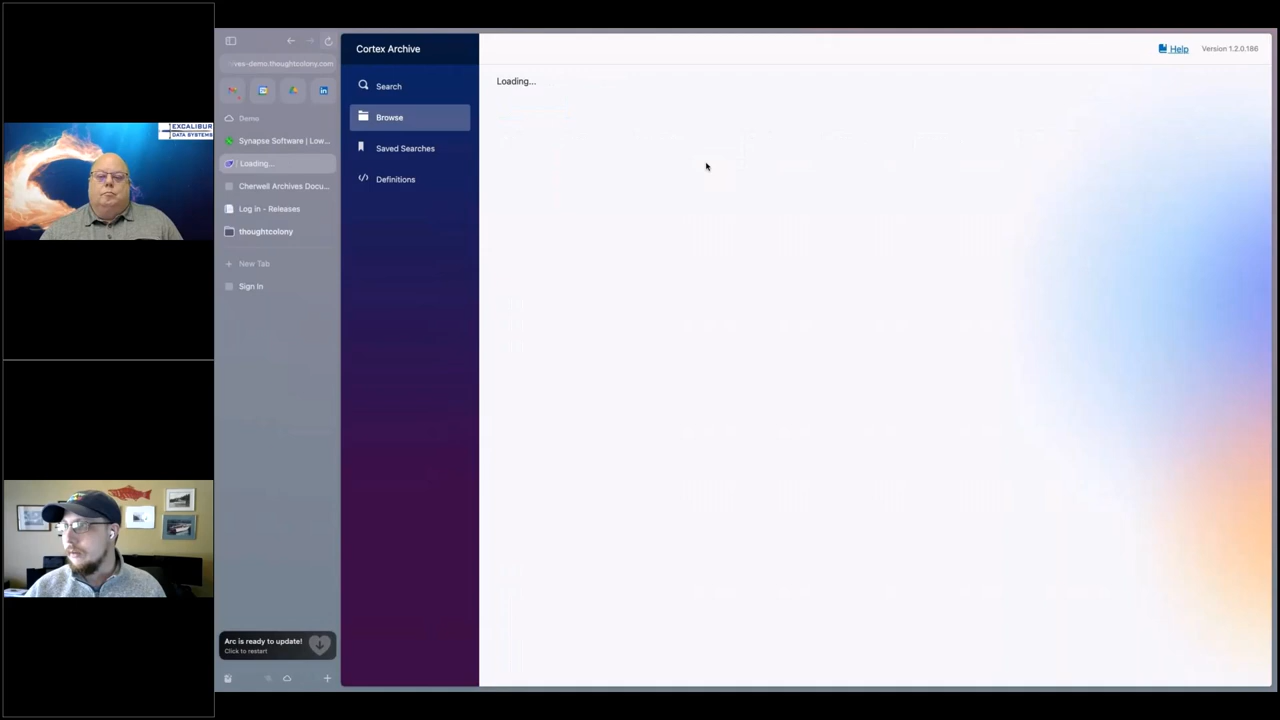 EXCALIBUR
DATA SYSTEMS
ves-demo.thoughtcolony.com
Demo
Synapse Software | Low...
Loading...
Cherwell Archives Docu...
Log in - Releases
thoughtcolony
New Tab
Sign In
Arc is ready to update!
Click to restart
Cortex Archive
Search
Browse
Saved Searches
Definitions
Help
Version 1.2.0.186
Loading...